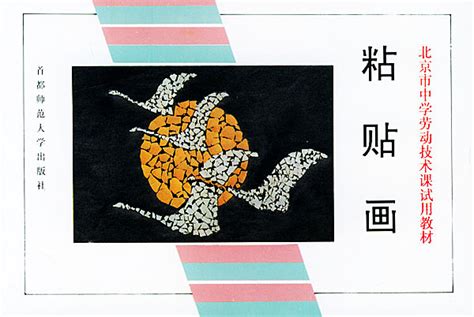 北京市中学劳动技术课试用教材
粘贴画
首都师范大学出版社